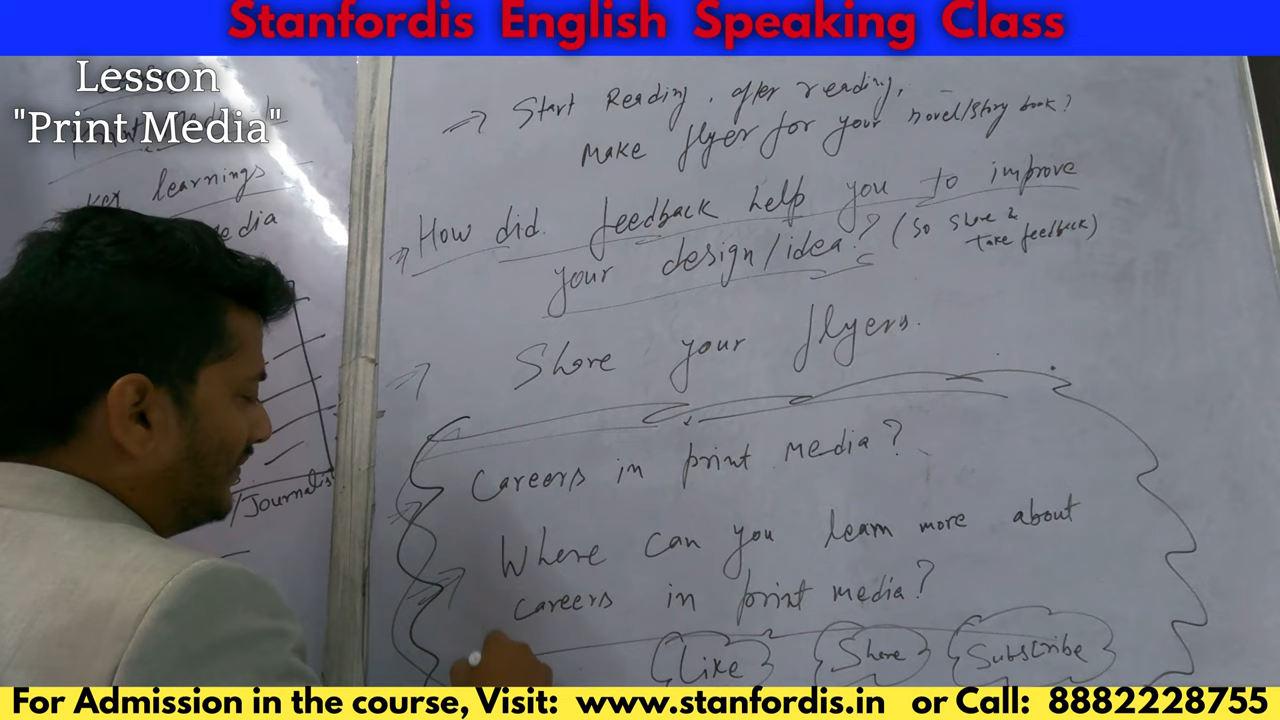 Stanfordis English Speaking Class
Lesson
"Print Media"
key learnings
edia
/Journalis
→ Start Reading, after reading,
make flyer for your novel/story book?
→ How did feedback help you to improve
your design/idea? (So Share &
Take feedback)
→ Share your flyers.
Careers in print media?
→ Where can you learn more about
careers in print media?
Like Share Subscribe
For Admission in the course, Visit: www.stanfordis.in or Call: 8882228755